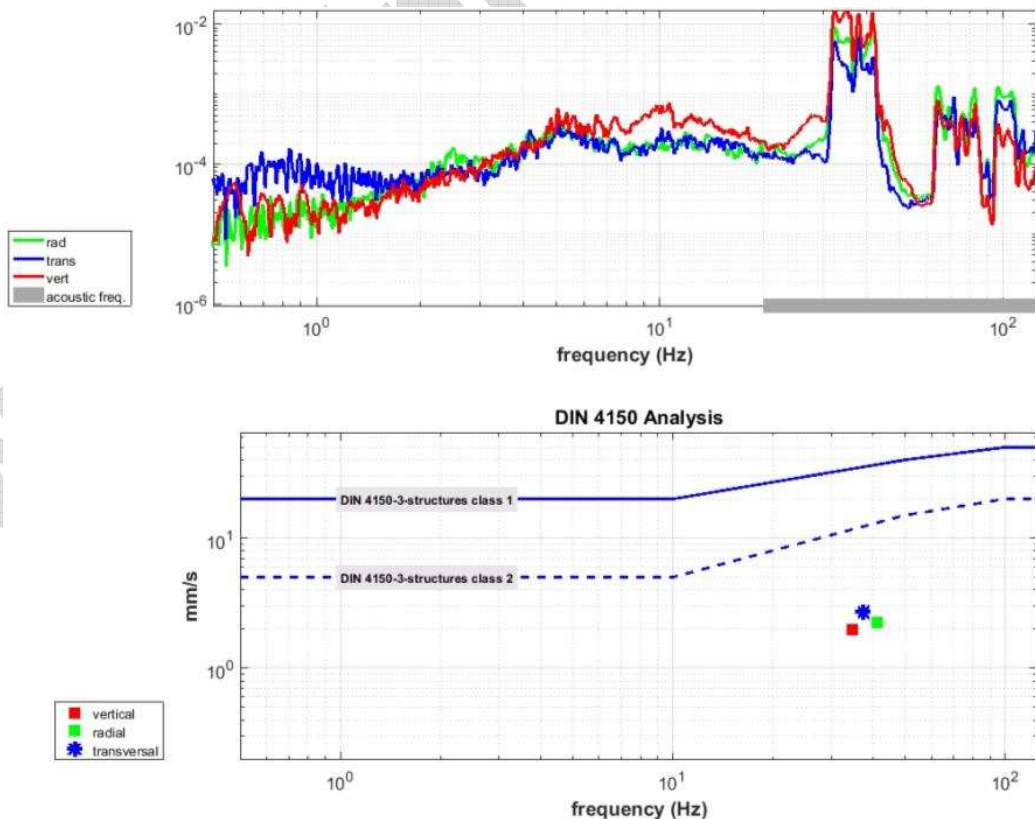 10^-2
10^-4
10^-6
rad
trans
vert
acoustic freq.
10^0
10^1
10^2
frequency (Hz)
DIN 4150 Analysis
DIN 4150-3-structures class 1
10^1
DIN 4150-3-structures class 2
mm/s
10^0
vertical
radial
transversal
10^0
10^1
10^2
frequency (Hz)